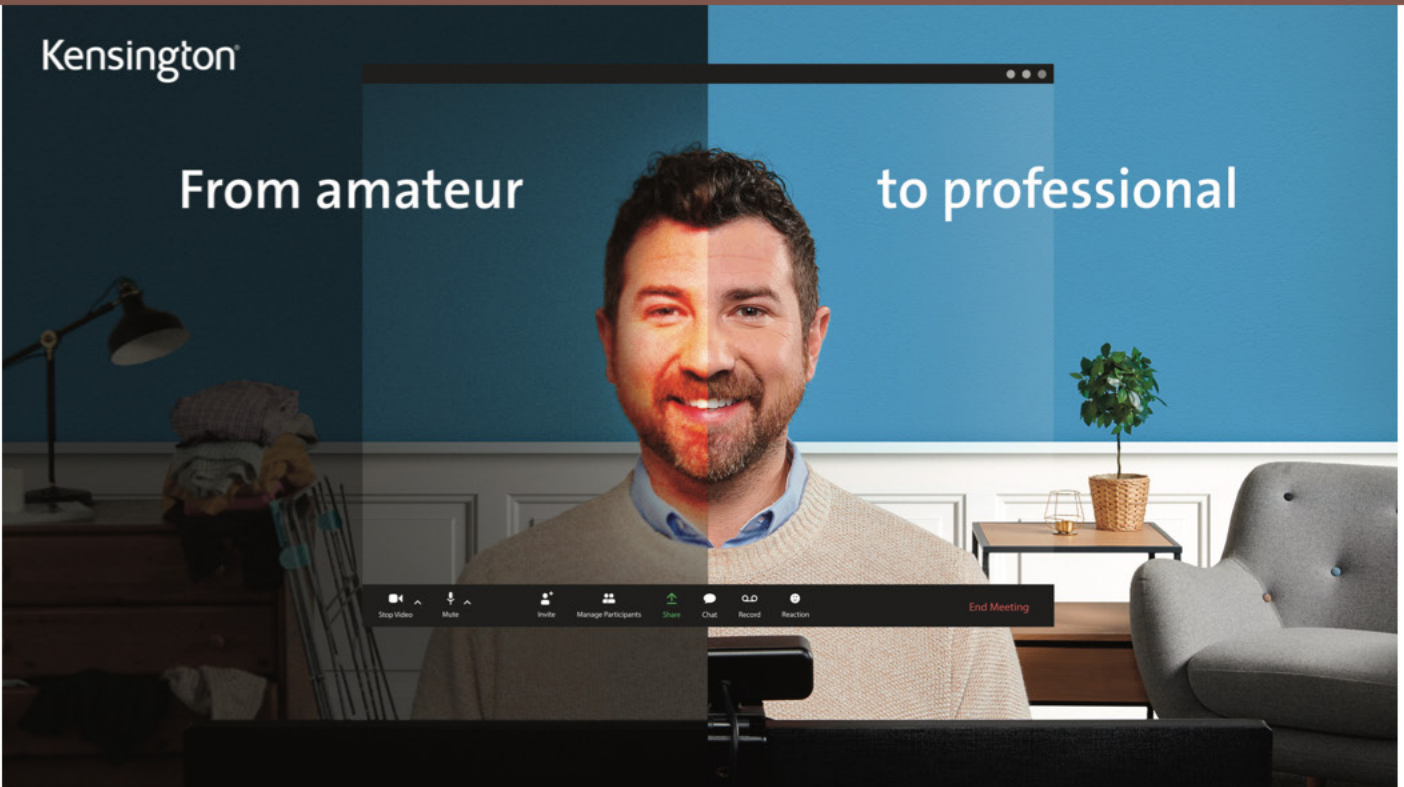 Kensington®
From amateur
to professional
Stop Video
Mute
Invite
Manage Participants
Share
Chat
Record
Reaction
End Meeting